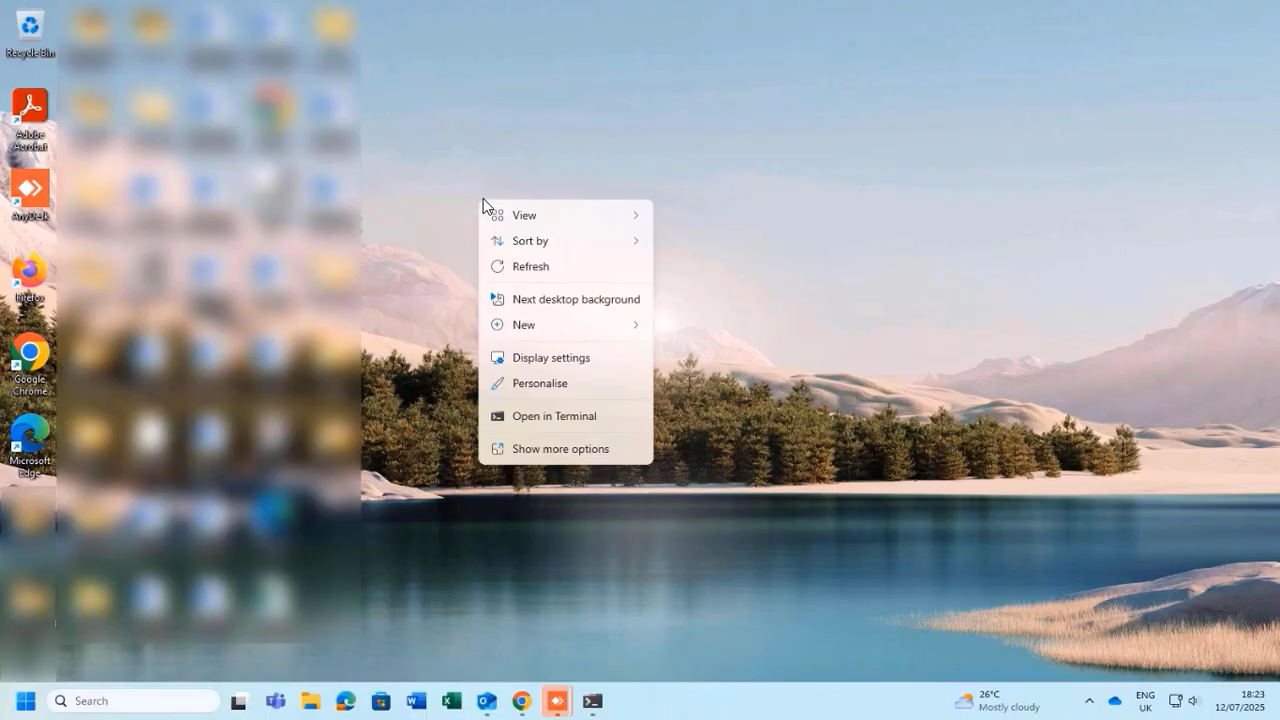 Recycle Bin
Adobe
Acrobat
AnyDesk
Firefox
Google
Chrome
Microsoft
Edge
View
Sort by
Refresh
Next desktop background
New
Display settings
Personalise
Open in Terminal
Show more options
Search
26°C
Mostly cloudy
ENG
UK
18:23
12/07/2025